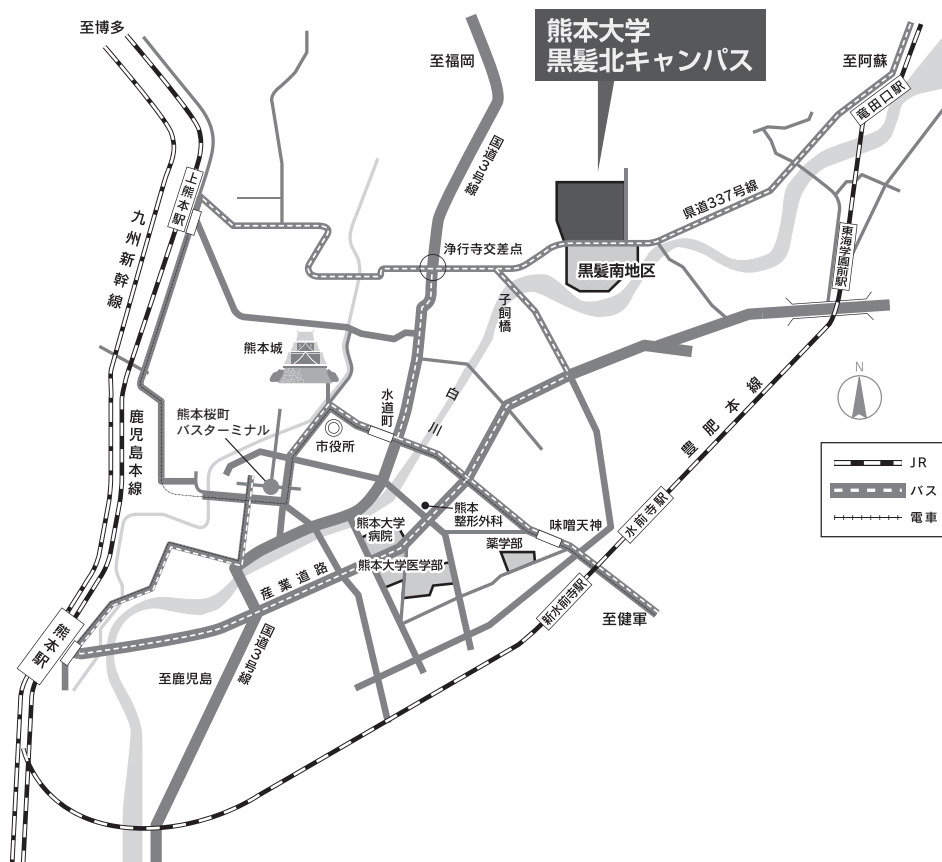 至博多
熊本大学
黒髪北キャンパス
至福岡
至阿蘇
竜田口駅
国道3号線
上熊本駅
県道337号線
九州新幹線
浄行寺交差点
黒髪南地区
東海学園前駅
子飼橋
熊本城
N
白川
水道町
豊肥本線
熊本桜町
バスターミナル
鹿児島本線
市役所
JR
バス
電車
熊本
整形外科
水前寺駅
熊本大学
病院
味噌天神
薬学部
熊本大学医学部
産業道路
新水前寺駅
至健軍
熊本駅
国道3号線
至鹿児島